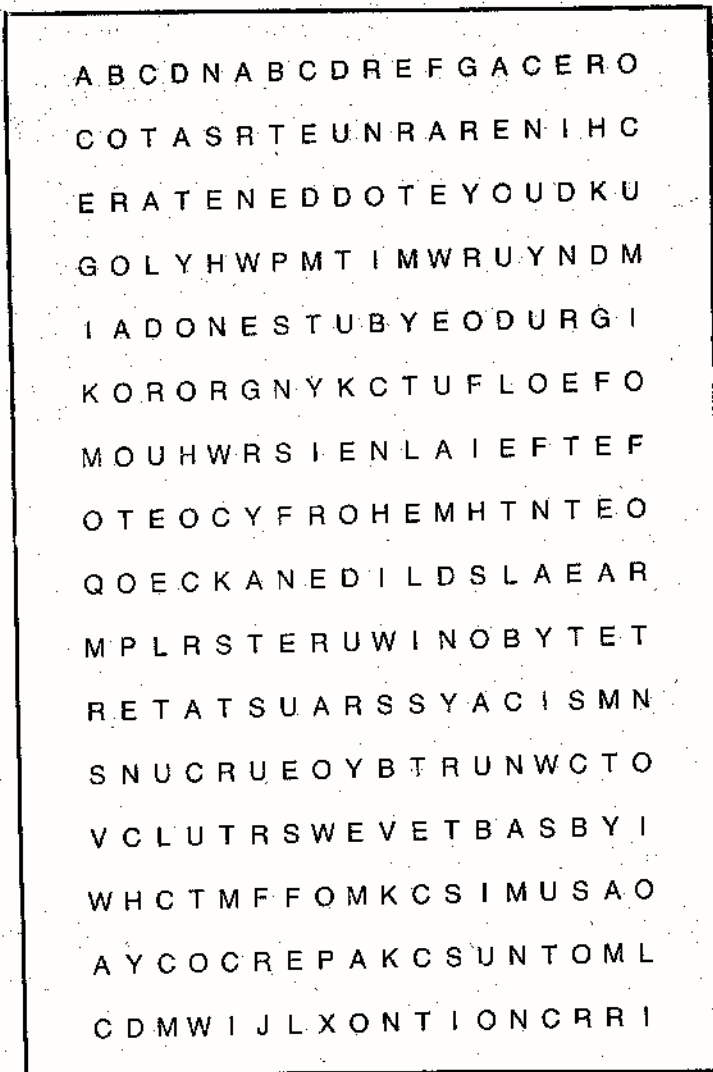 A B C D N A B C D R E F G A C E R O
C O T A S R T E U N R A R E N I H C
E R A T E N E D D O T E Y O U D K U
G O L Y H W P M T I M W R U Y N D M
I A D O N E S T U B Y E O D U R G I
K O R O R G N Y K C T U F L O E F O
M O U H W R S I E N L A I E F T E F
O T E O C Y F R O H E M H T N T E O
Q O E C K A N E D I L D S L A E A R
M P L R S T E R U W I N O B Y T E T
R E T A T S U A R S S Y A C I S M N
S N U C R U E O Y B T R U N W C T O
V C L U T R S W E V E T B A S B Y I
W H C T M F F O M K C S I M U S A O
A Y C O C R E P A K C S U N T O M L
C D M W I J L X O N T I O N C R R I